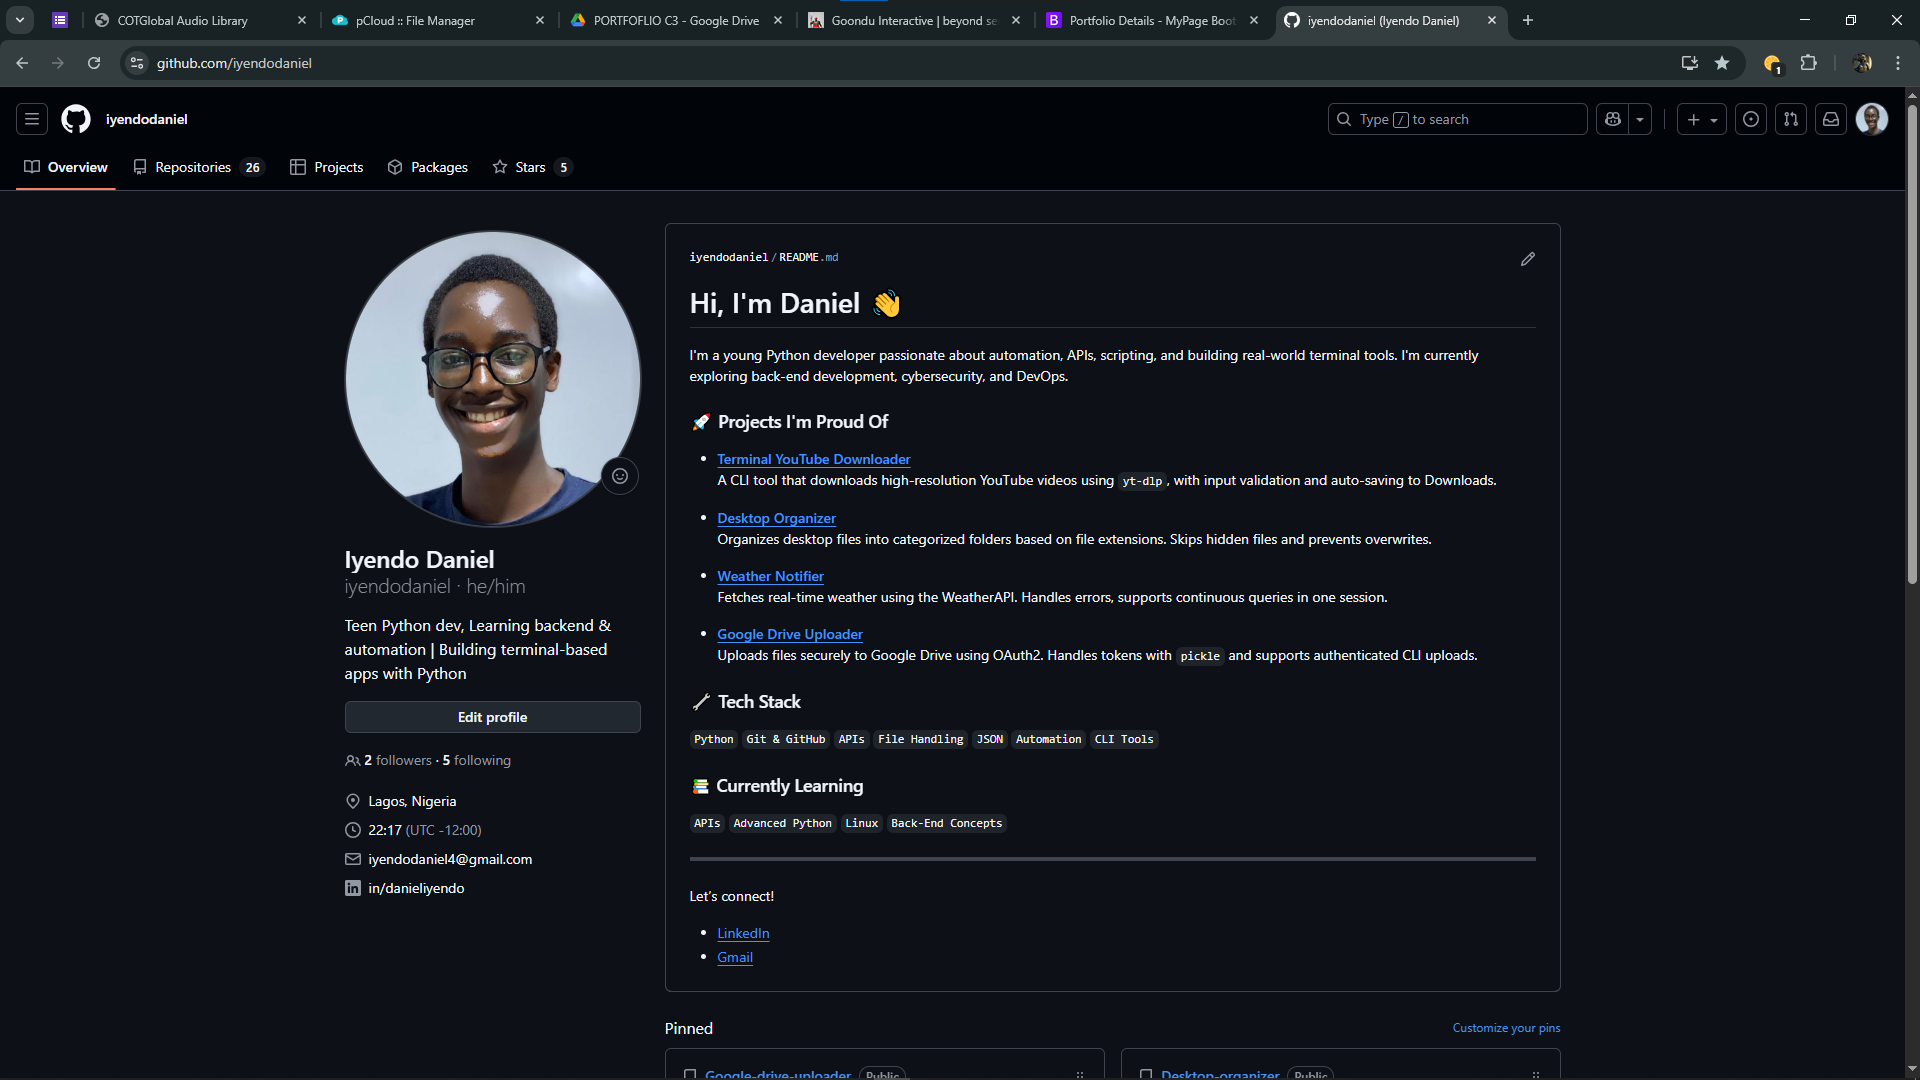 COTGlobal Audio Library
pCloud :: File Manager
PORTFOFLIO C3 - Google Drive
Goondu Interactive | beyond se
Portfolio Details - MyPage Boot
iyendodaniel (Iyendo Daniel)
github.com/iyendodaniel
1
iyendodaniel
Type / to search
Overview
Repositories 26
Projects
Packages
Stars 5
iyendodaniel/README.md
Hi, I'm Daniel 👋
I'm a young Python developer passionate about automation, APIs, scripting, and building real-world terminal tools. I'm currently
exploring back-end development, cybersecurity, and DevOps.
🚀 Projects I'm Proud Of
Terminal YouTube Downloader
A CLI tool that downloads high-resolution YouTube videos using yt-dlp, with input validation and auto-saving to Downloads.
Desktop Organizer
Organizes desktop files into categorized folders based on file extensions. Skips hidden files and prevents overwrites.
Weather Notifier
Fetches real-time weather using the WeatherAPI. Handles errors, supports continuous queries in one session.
Google Drive Uploader
Uploads files securely to Google Drive using OAuth2. Handles tokens with pickle and supports authenticated CLI uploads.
🔧 Tech Stack
Python Git & GitHub APIs File Handling JSON Automation CLI Tools
📚 Currently Learning
APIs Advanced Python Linux Back-End Concepts
Let's connect!
LinkedIn
Gmail
Iyendo Daniel
iyendodaniel · he/him
Teen Python dev, Learning backend &
automation | Building terminal-based
apps with Python
Edit profile
2 followers · 5 following
Lagos, Nigeria
22:17 (UTC -12:00)
iyendodaniel4@gmail.com
in/danieliyendo
Pinned
Customize your pins
Google-drive-uploader Public
Desktop-organizer Public